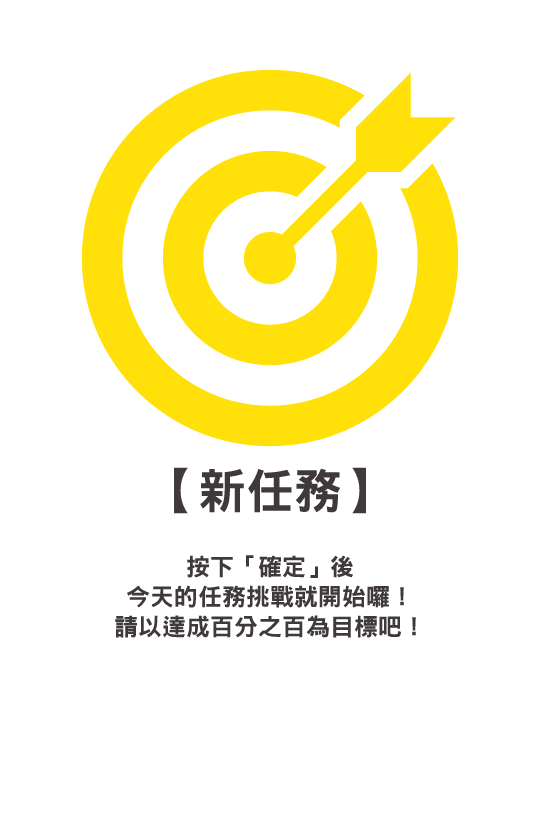 【新任務】
按下「確定」後
今天的任務挑戰就開始囉！
請以達成百分之百為目標吧！